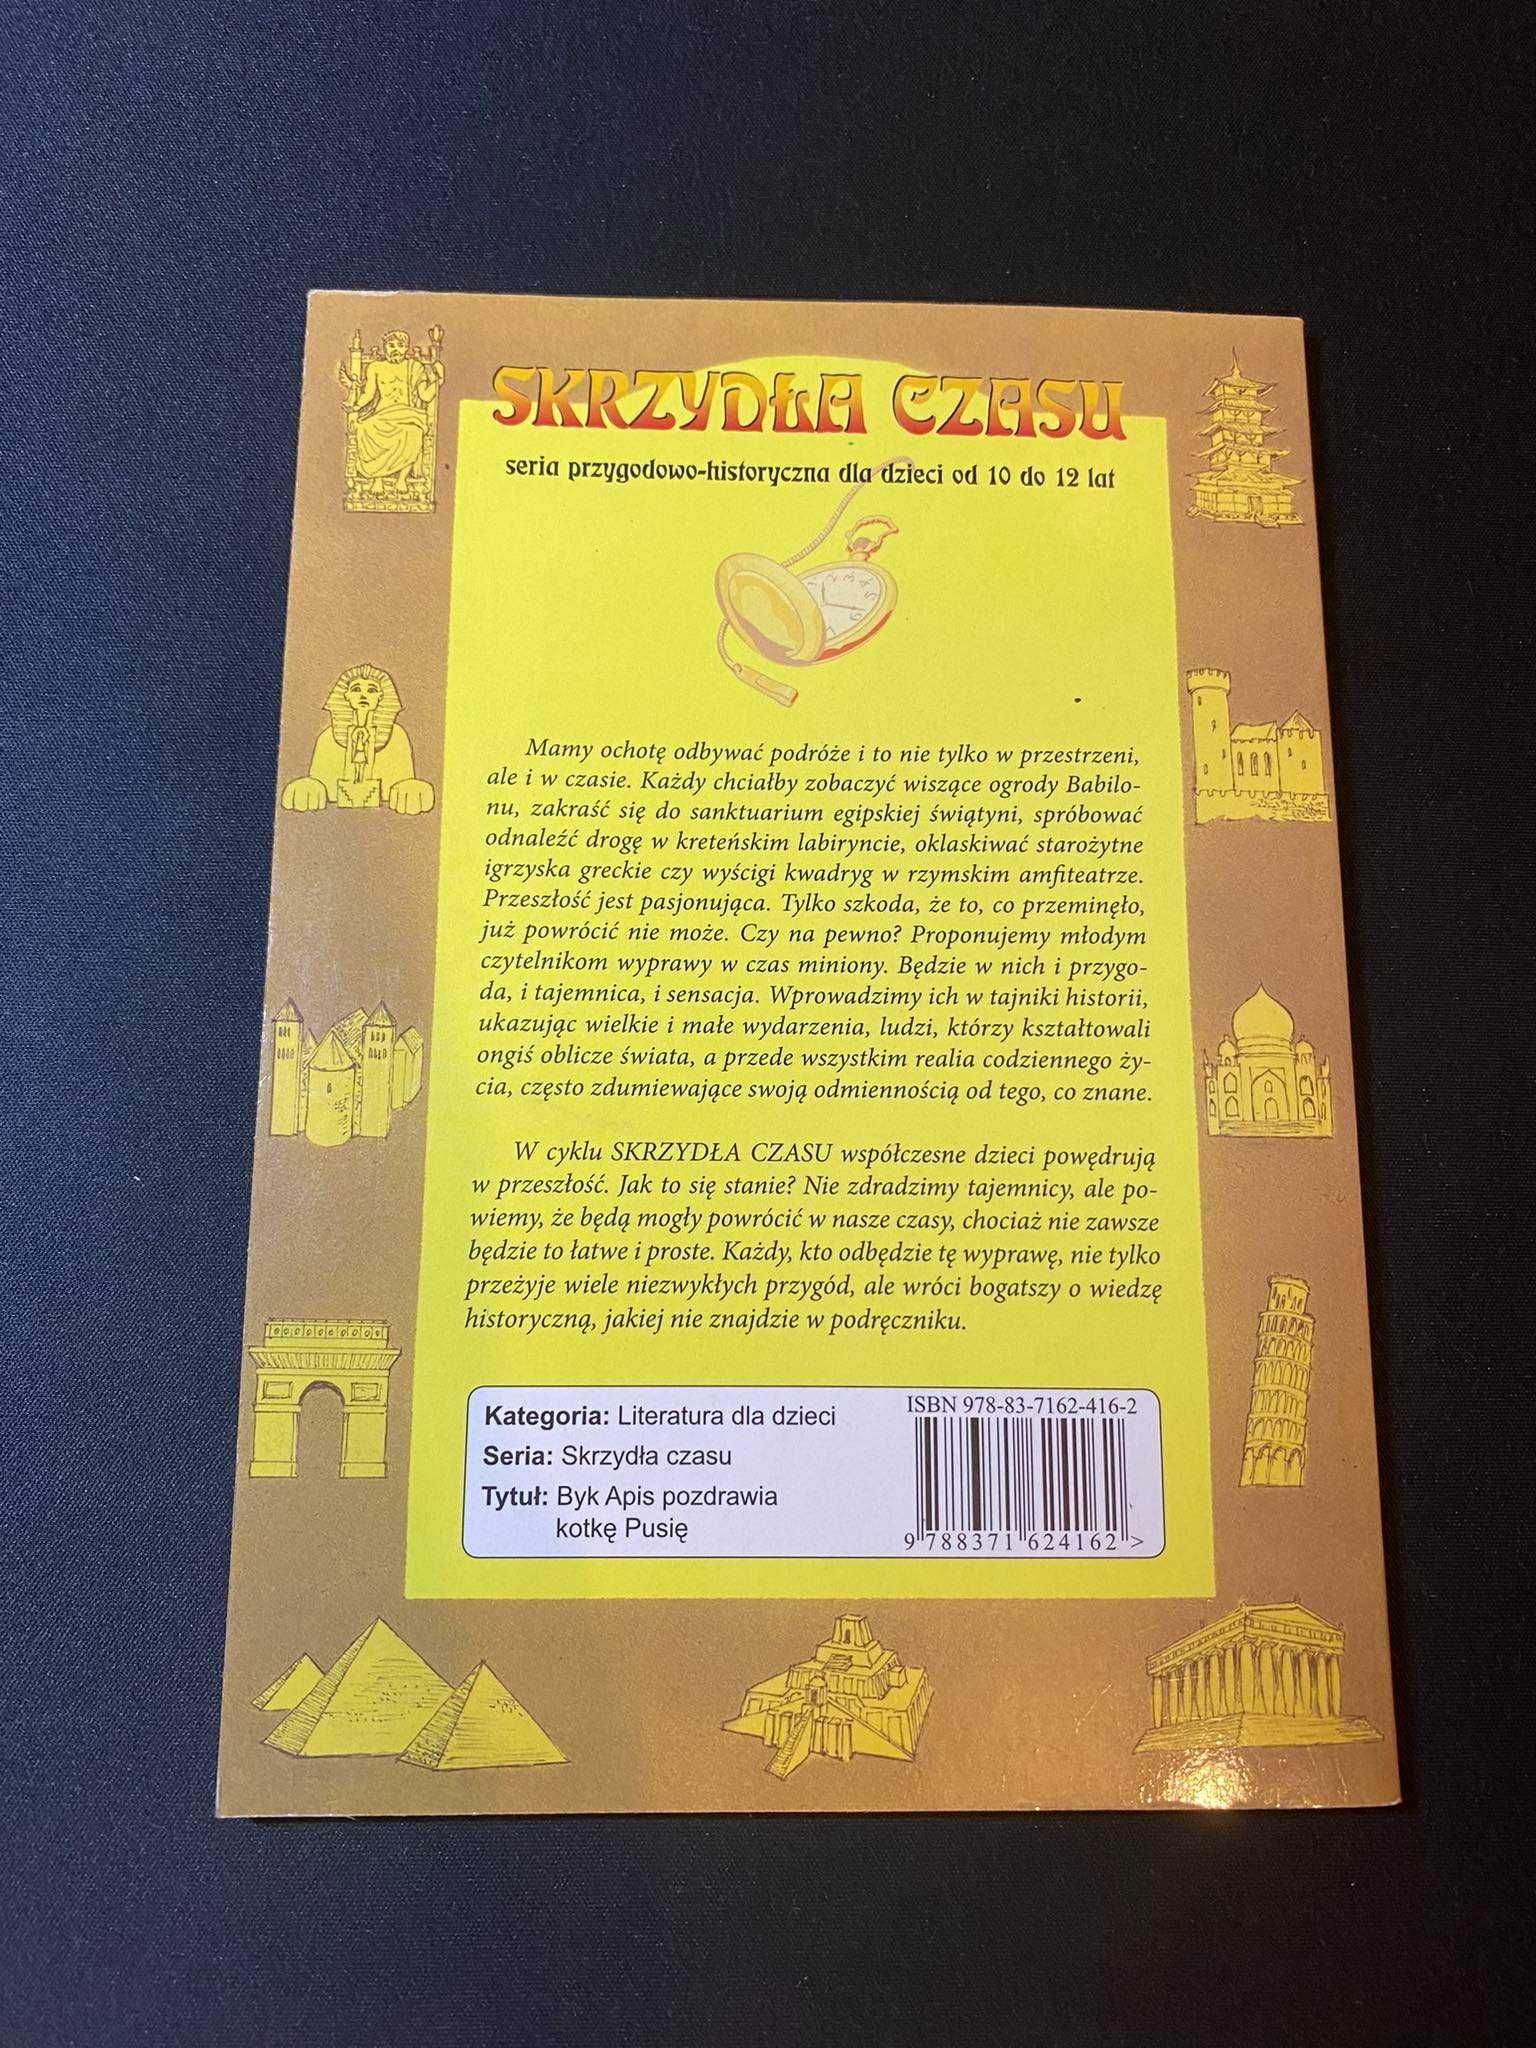 SKRZYDŁA CZASU
seria przygodowo-historyczna dla dzieci od 10 do 12 lat
Mamy ochotę odbywać podróże i to nie tylko w przestrzeni,
ale i w czasie. Każdy chciałby zobaczyć wiszące ogrody Babilo-
nu, zakraść się do sanktuarium egipskiej świątyni, spróbować
odnaleźć drogę w kreteńskim labiryncie, oklaskiwać starożytne
igrzyska greckie czy wyścigi kwadryg w rzymskim amfiteatrze.
Przeszłość jest pasjonująca. Tylko szkoda, że to, co przeminęło,
już powrócić nie może. Czy na pewno? Proponujemy młodym
czytelnikom wyprawy w czas miniony. Będzie w nich i przygo-
da, i tajemnica, i sensacja. Wprowadzimy ich w tajniki historii,
ukazując wielkie i małe wydarzenia, ludzi, którzy kształtowali
ongiś oblicze świata, a przede wszystkim realia codziennego ży-
cia, często zdumiewające swoją odmiennością od tego, co znane.
W cyklu SKRZYDŁA CZASU współczesne dzieci powędrują
w przeszłość. Jak to się stanie? Nie zdradzimy tajemnicy, ale po-
wiemy, że będą mogły powrócić w nasze czasy, chociaż nie zawsze
będzie to łatwe i proste. Każdy, kto odbędzie tę wyprawę, nie tylko
przeżyje wiele niezwykłych przygód, ale wróci bogatszy o wiedzę
historyczną, jakiej nie znajdzie w podręczniku.
Kategoria: Literatura dla dzieci
Seria: Skrzydła czasu
Tytuł: Byk Apis pozdrawia
kotkę Pusię
ISBN 978-83-7162-416-2
9 788371 624162 >